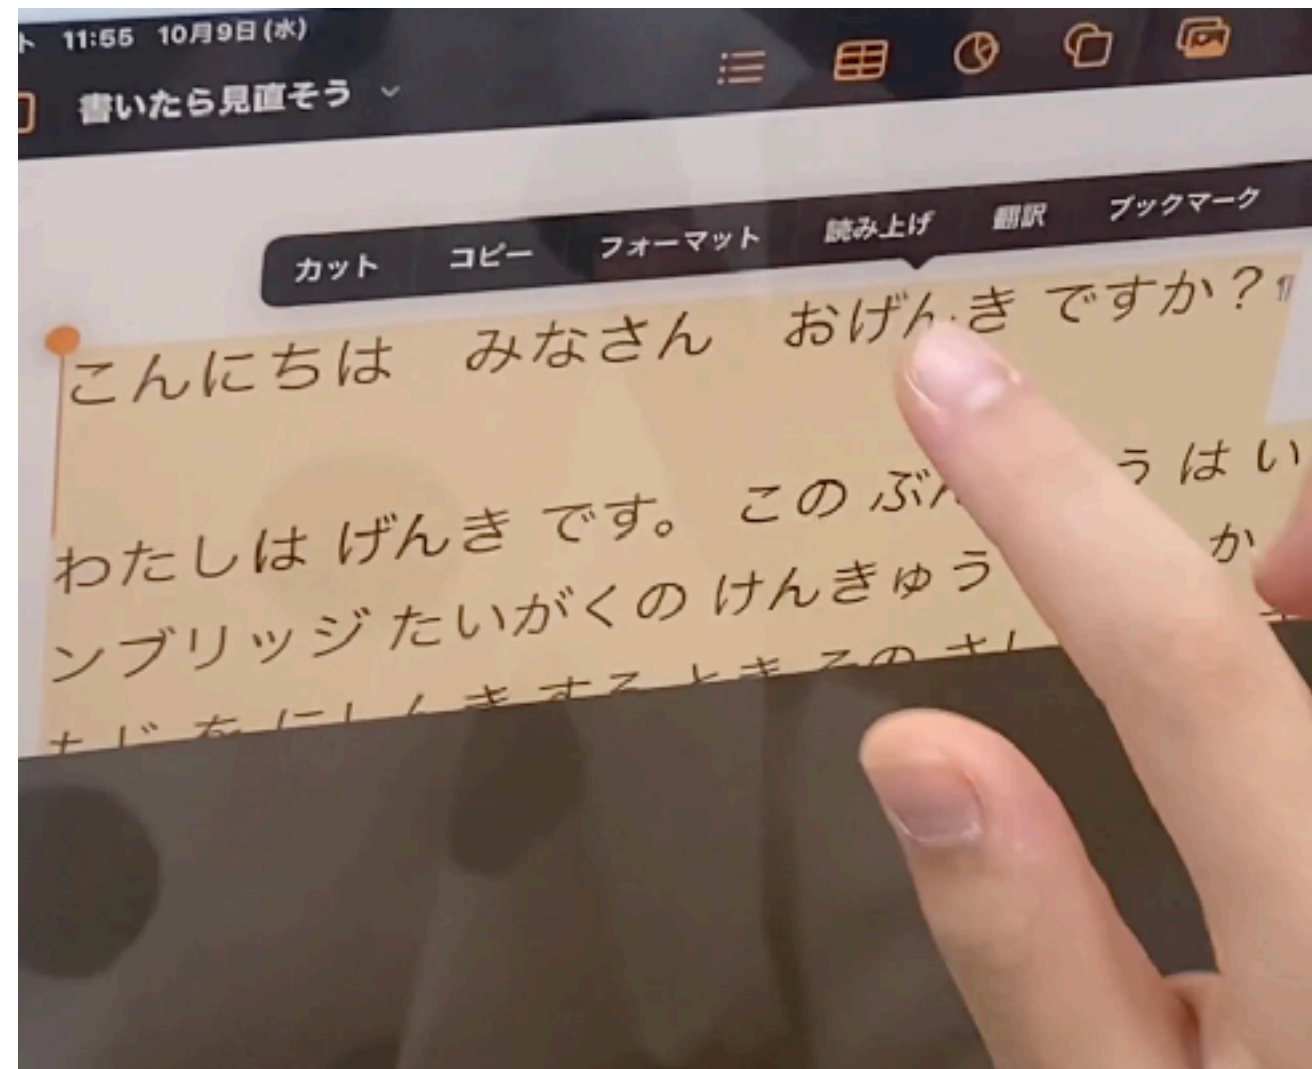 11:55 10月9日(水)
書いたら見直そう
カット コピー フォーマット 読み上げ 翻訳 ブックマーク
こんにちは みなさん おげんき ですか？
わたしは げんき です。 この う は い
ンブリッジ たいがくの けんきゅう か